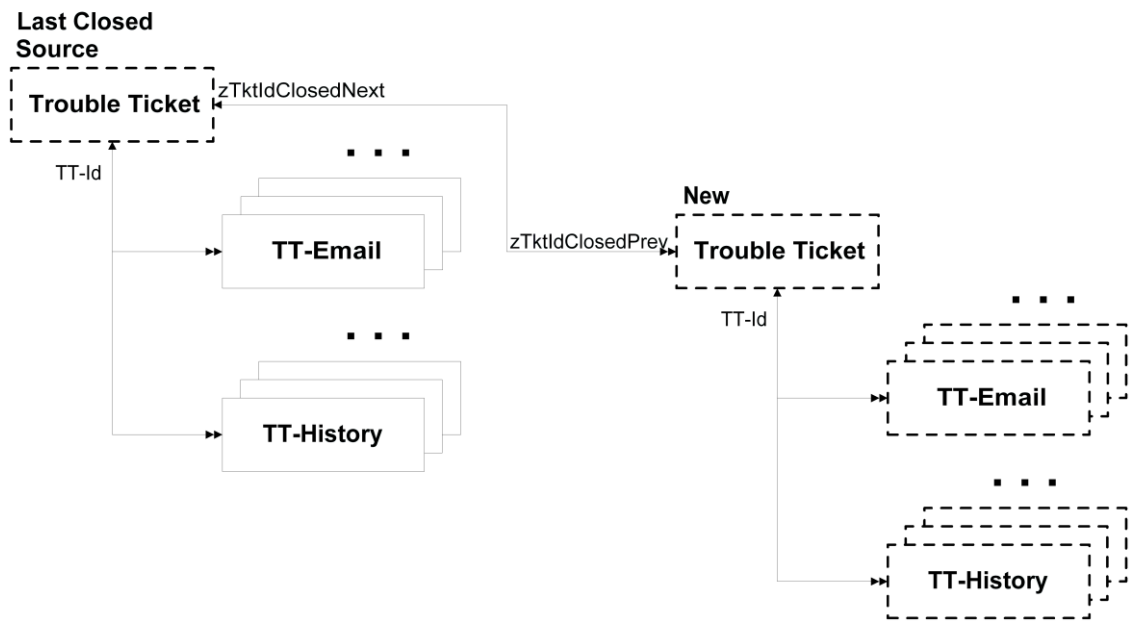 Last Closed
Source
Trouble Ticket
zTktIdClosedNext
TT-Id
TT-Email
TT-History
zTktIdClosedPrev
New
Trouble Ticket
TT-Id
TT-Email
TT-History